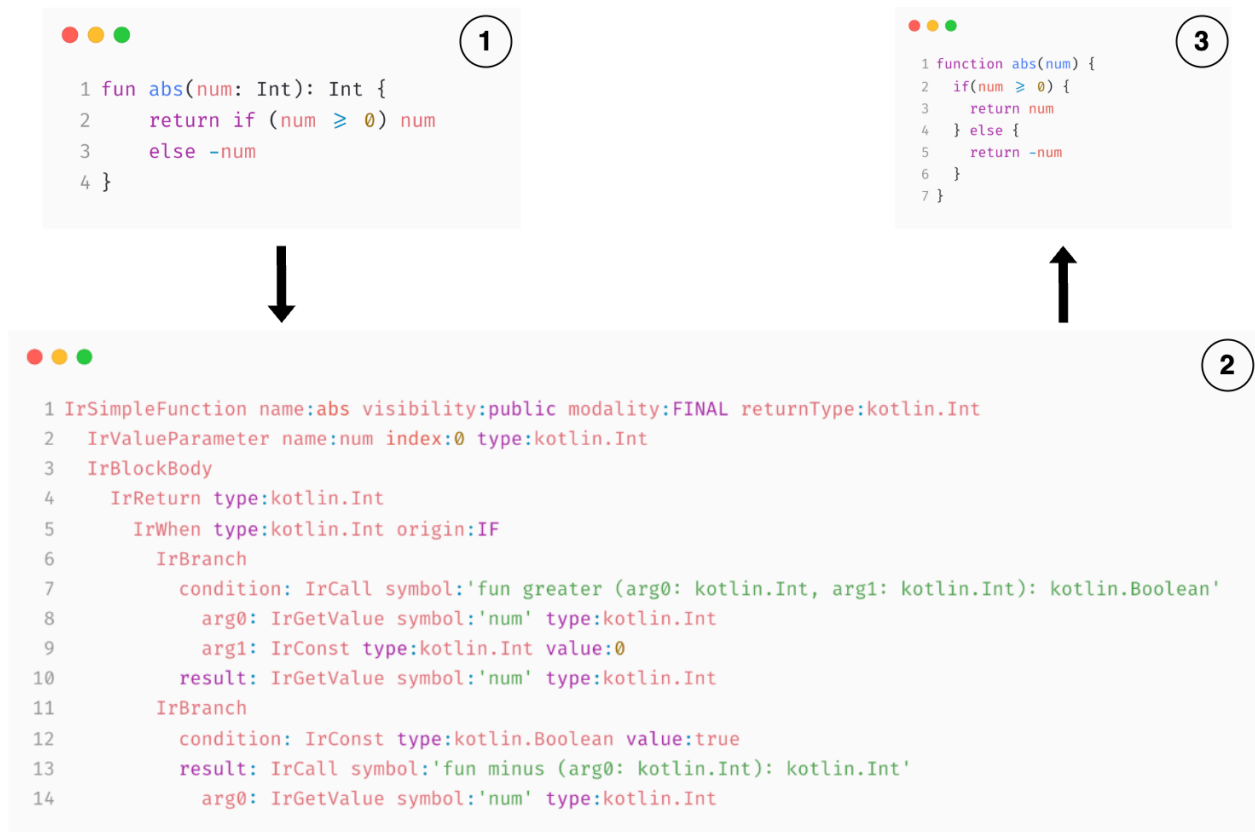 1
1 fun abs(num: Int): Int {
2 return if (num ⩾ 0) num
3 else -num
4 }
3
1 function abs(num) {
2 if(num ⩾ 0) {
3 return num
4 } else {
5 return -num
6 }
7 }
2
1 IrSimpleFunction name:abs visibility:public modality:FINAL returnType:kotlin.Int
2 IrValueParameter name:num index:0 type:kotlin.Int
3 IrBlockBody
4 IrReturn type:kotlin.Int
5 IrWhen type:kotlin.Int origin:IF
6 IrBranch
7 condition: IrCall symbol:'fun greater (arg0: kotlin.Int, arg1: kotlin.Int): kotlin.Boolean'
8 arg0: IrGetValue symbol:'num' type:kotlin.Int
9 arg1: IrConst type:kotlin.Int value:0
10 result: IrGetValue symbol:'num' type:kotlin.Int
11 IrBranch
12 condition: IrConst type:kotlin.Boolean value:true
13 result: IrCall symbol:'fun minus (arg0: kotlin.Int): kotlin.Int'
14 arg0: IrGetValue symbol:'num' type:kotlin.Int